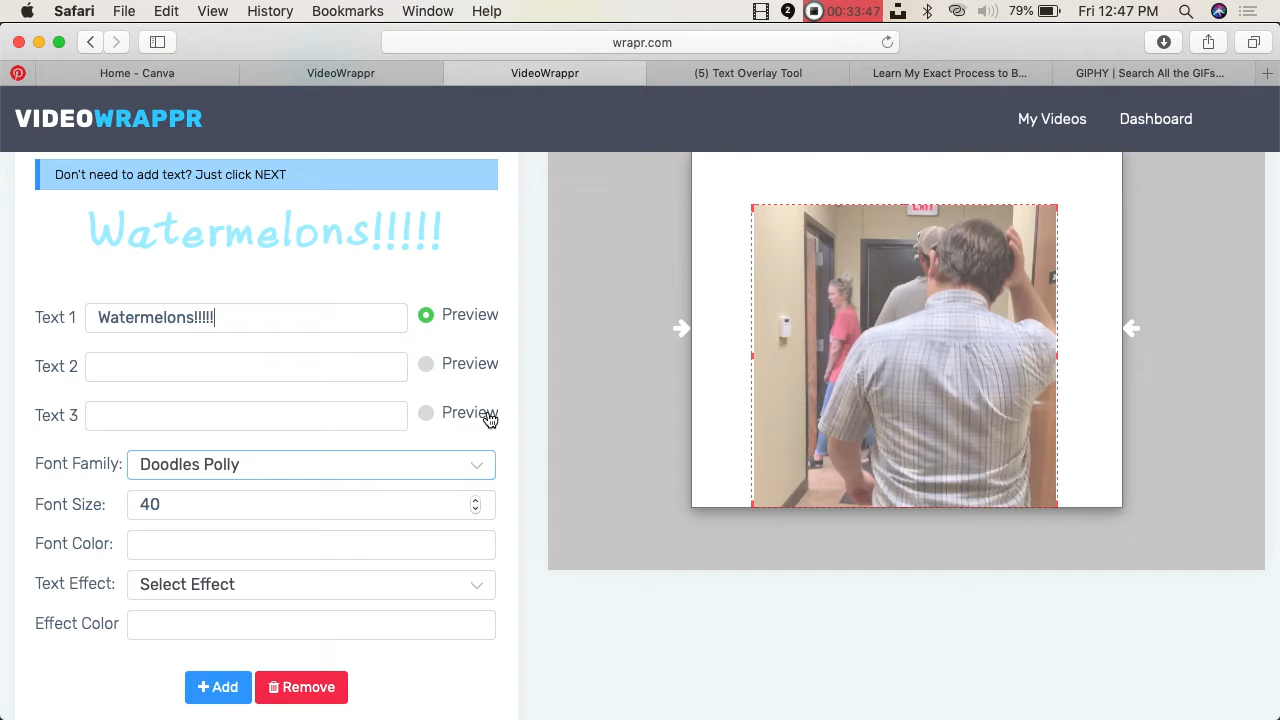 Safari File Edit View History Bookmarks Window Help 2 00:33:47 79% Fri 12:47 PM
wrapr.com
Home - Canva VideoWrappr VideoWrappr (5) Text Overlay Tool Learn My Exact Process to B... GIPHY | Search All the GIFs...
VIDEOWRAPPR My Videos Dashboard
Don't need to add text? Just click NEXT
EXIT
Watermelons!!!!!
Text 1 Watermelons!!!!! Preview
Text 2 Preview
Text 3 Preview
Font Family: Doodles Polly
Font Size: 40
Font Color:
Text Effect: Select Effect
Effect Color
+ Add Remove